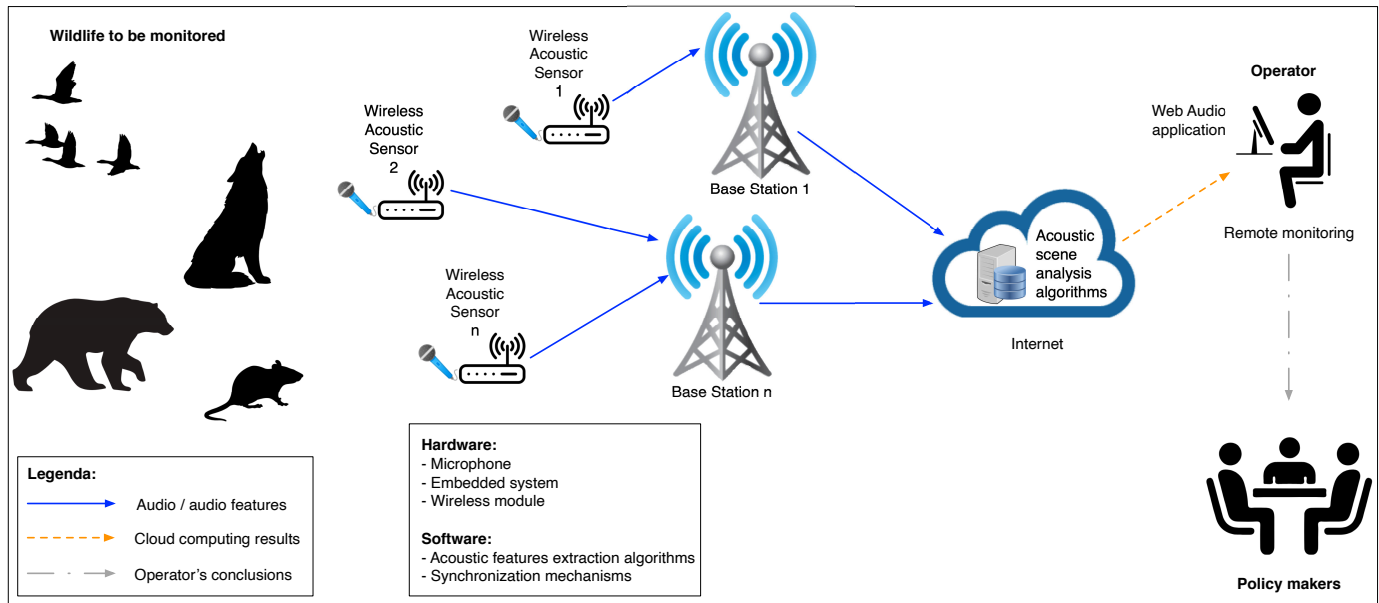 Wildlife to be monitored
Wireless
Acoustic
Sensor
1
Wireless
Acoustic
Sensor
2
Wireless
Acoustic
Sensor
n
Base Station 1
Base Station n
Acoustic
scene
analysis
algorithms
Internet
Operator
Web Audio
application
Remote monitoring
Policy makers
Legenda:
Audio / audio features
Cloud computing results
Operator's conclusions
Hardware:
- Microphone
- Embedded system
- Wireless module
Software:
- Acoustic features extraction algorithms
- Synchronization mechanisms